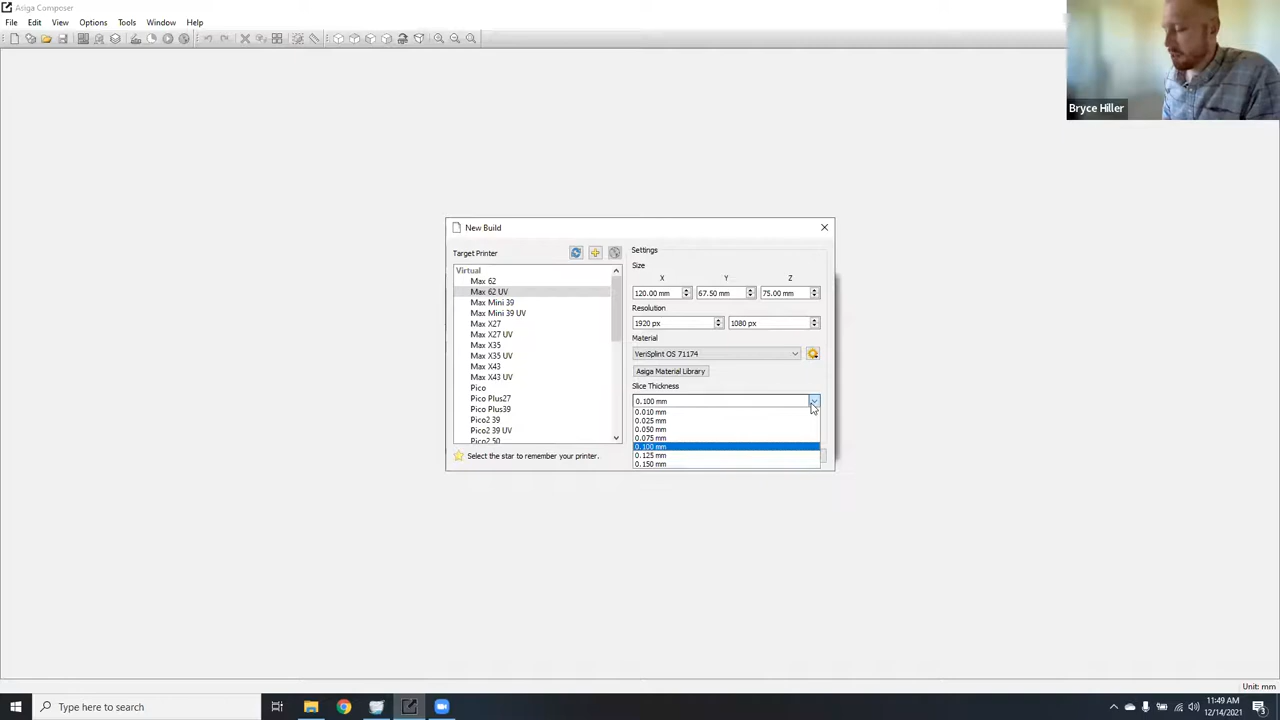 Asiga Composer
File Edit View Options Tools Window Help
Bryce Hiller
New Build
Target Printer
Virtual
Max 62
Max 62 UV
Max Mini 39
Max Mini 39 UV
Max X27
Max X27 UV
Max X35
Max X35 UV
Max X43
Max X43 UV
Pico
Pico Plus27
Pico Plus39
Pico2 39
Pico2 39 UV
Pico2 50
Select the star to remember your printer.
Settings
Size
X Y Z
120.00 mm 67.50 mm 75.00 mm
Resolution
1920 px 1080 px
Material
VeriSplint OS 71174
Asiga Material Library
Slice Thickness
0.100 mm
0.010 mm
0.025 mm
0.050 mm
0.075 mm
0.100 mm
0.125 mm
0.150 mm
Unit: mm
Type here to search
11:49 AM
12/14/2021
3